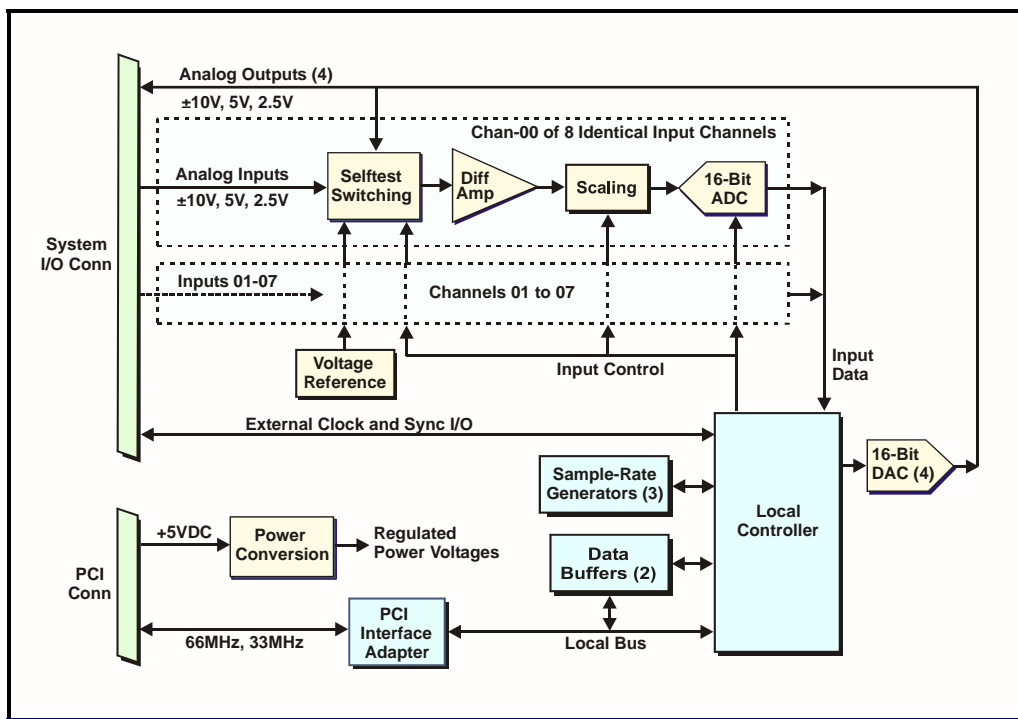 Analog Outputs (4)
±10V, 5V, 2.5V
Chan-00 of 8 Identical Input Channels
Analog Inputs
±10V, 5V, 2.5V
Selftest
Switching
Diff
Amp
Scaling
16-Bit
ADC
System
I/O Conn
Inputs 01-07
Channels 01 to 07
Voltage
Reference
Input Control
Input
Data
External Clock and Sync I/O
16-Bit
DAC (4)
Sample-Rate
Generators (3)
Local
Controller
+5VDC
Power
Conversion
Regulated
Power Voltages
Data
Buffers (2)
PCI
Conn
66MHz, 33MHz
PCI
Interface
Adapter
Local Bus